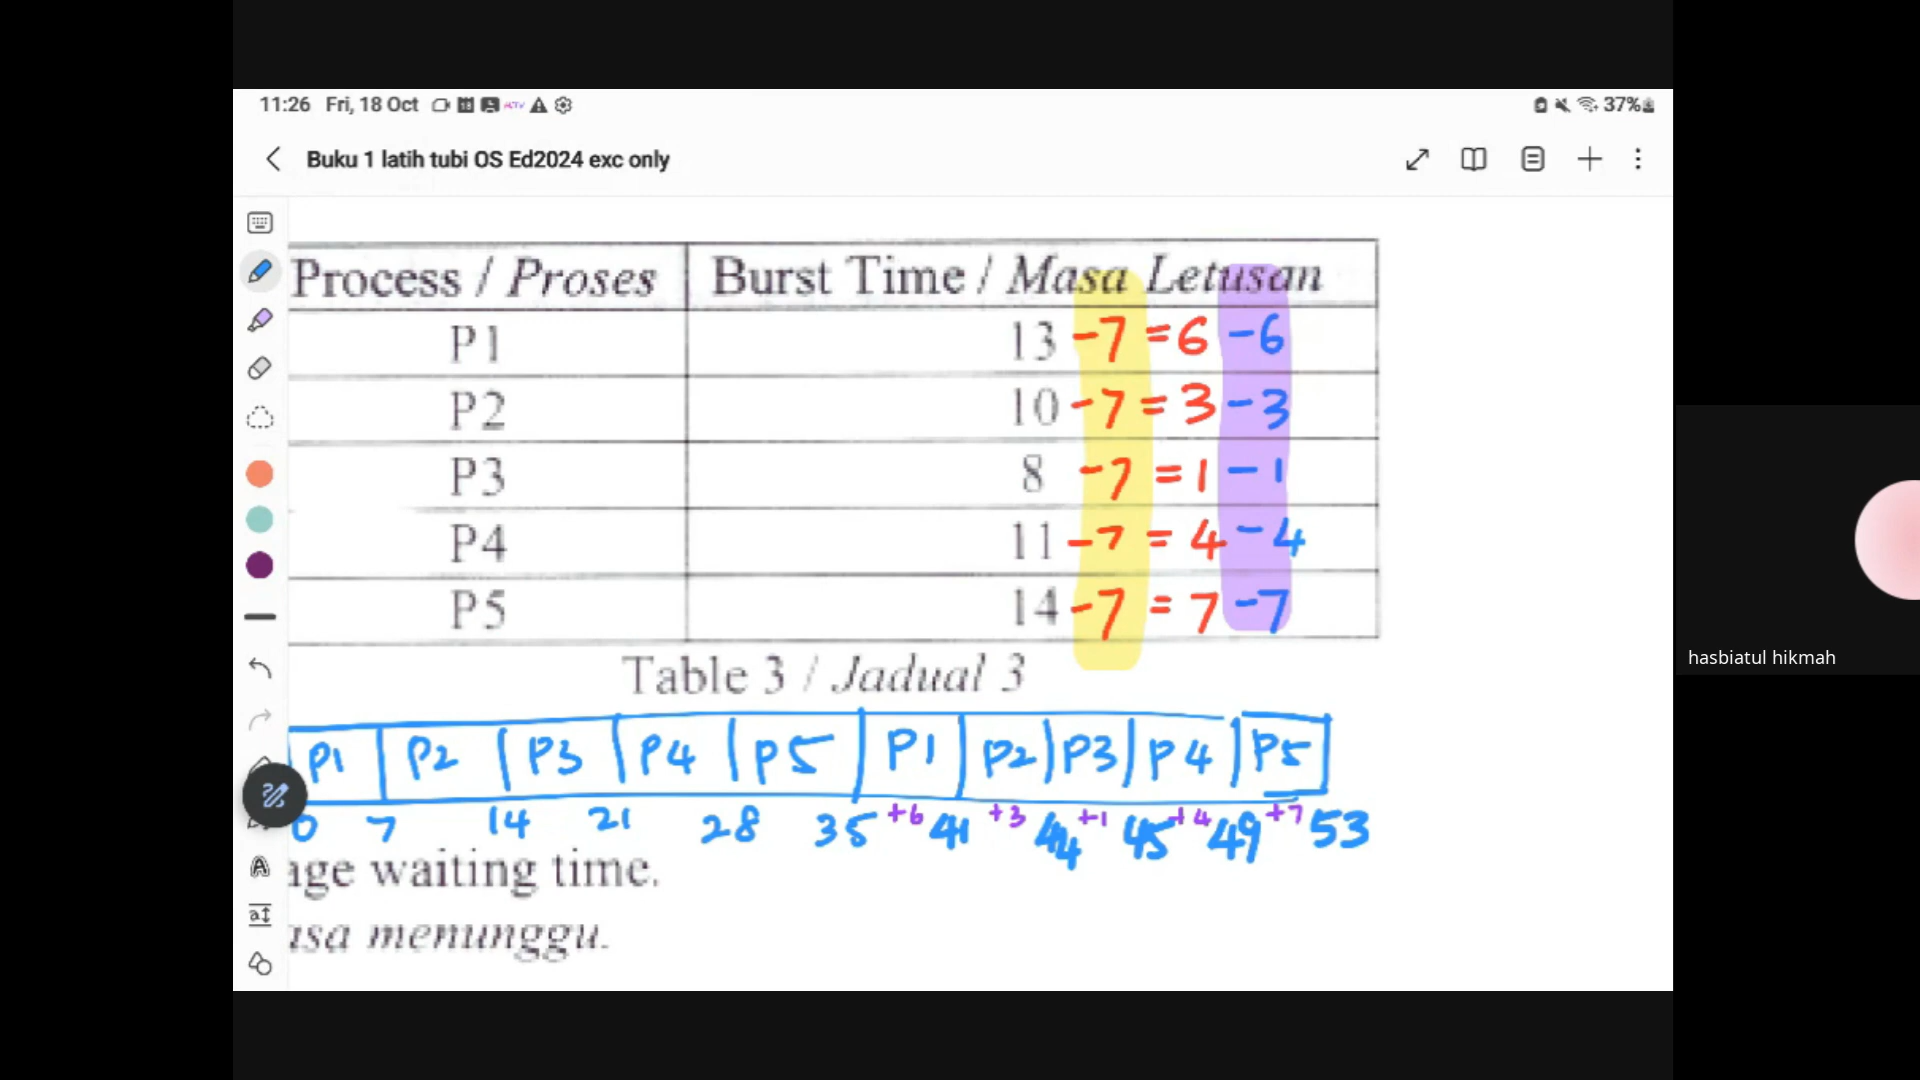 11:26 Fri, 18 Oct 37%
Buku 1 latih tubi OS Ed2024 exc only
Process / Proses Burst Time / Masa Letusan
P1 13 -7 = 6 -6
P2 10 -7 = 3 -3
P3 8 -7 = 1 -1
P4 11 -7 = 4 -4
P5 14 -7 = 7 -7
Table 3 / Jadual 3
P1 P2 P3 P4 P5 P1 P2 P3 P4 P5
0 7 14 21 28 35 +6 41 +3 44 +1 45 +4 49 +7 53
age waiting time.
asa menunggu.
hasbiatul hikmah